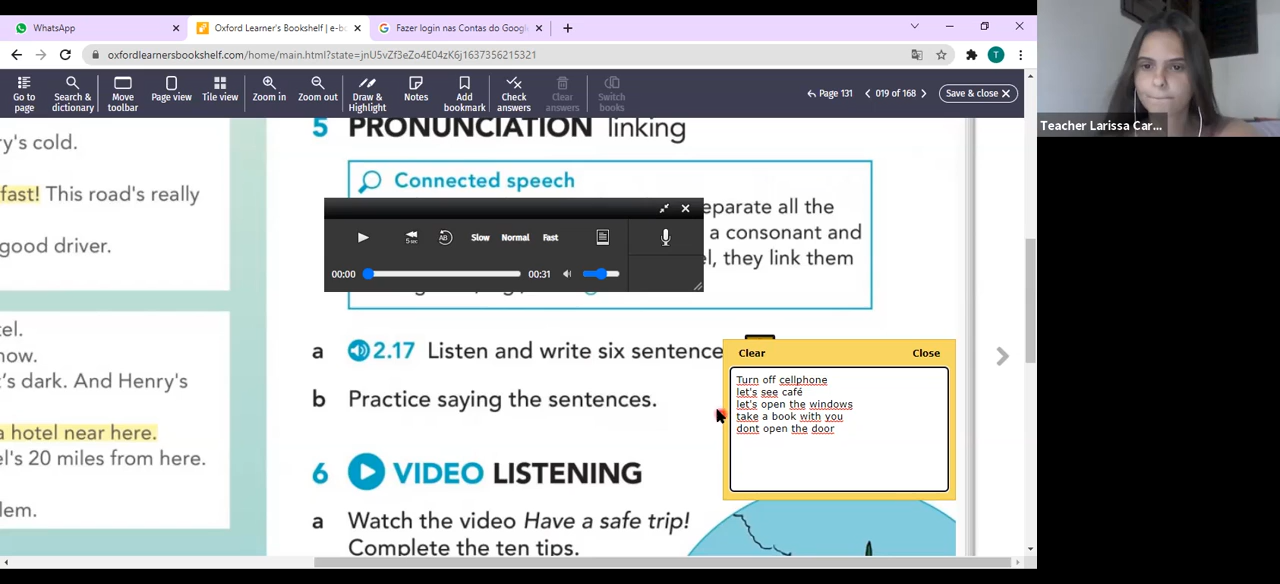 WhatsApp
Oxford Learner's Bookshelf | e-b
Fazer login nas Contas do Googl
oxfordlearnersbookshelf.com/home/main.html?state=jnU5vZf3eZo4E04zK6j1637356215321
T
Go to page
Search & dictionary
Move toolbar
Page view
Tile view
Zoom in
Zoom out
Draw & Highlight
Notes
Add bookmark
Check answers
Clear answers
Switch books
Page 131
019 of 168
Save & close
Teacher Larissa Car...
ry's cold.
fast! This road's really
good driver.
tel.
now.
t's dark. And Henry's
a hotel near here.
el's 20 miles from here.
lem.
5 PRONUNCIATION linking
Connected speech
eparate all the
a consonant and
l, they link them
5 sec
AB
Slow
Normal
Fast
00:00
00:31
a 2.17 Listen and write six sentence
b Practice saying the sentences.
Clear
Close
Turn off cellphone
let's see café
let's open the windows
take a book with you
dont open the door
6 VIDEO LISTENING
a Watch the video Have a safe trip!
Complete the ten tips.